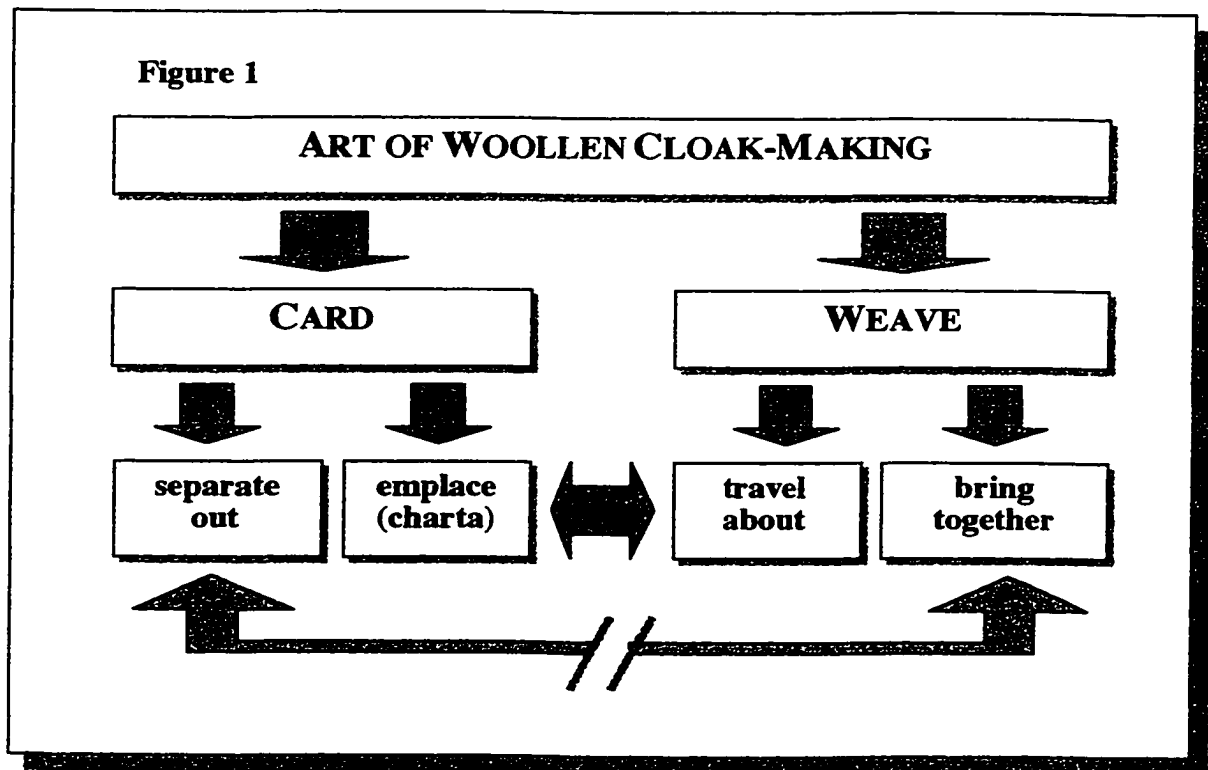 Figure 1
ART OF WOOLLEN CLOAK-MAKING
CARD
WEAVE
separate
out
emplace
(charta)
travel
about
bring
together